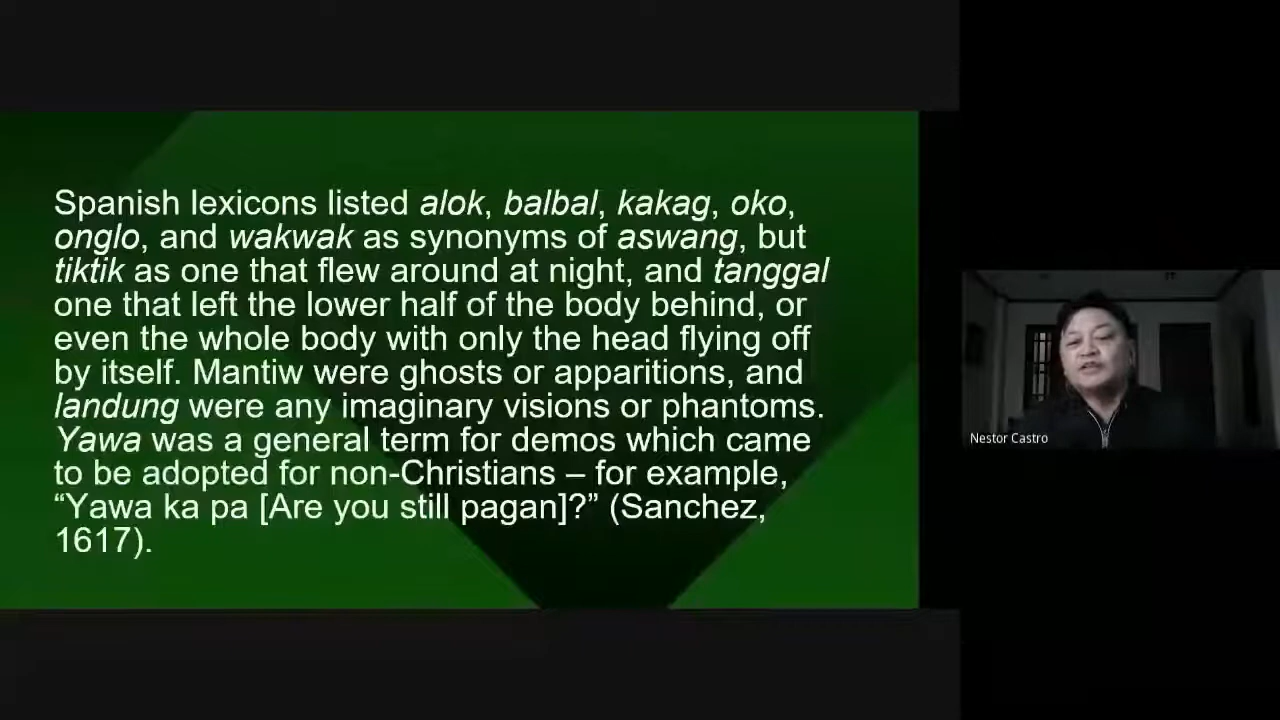 Spanish lexicons listed alok, balbal, kakag, oko,
onglo, and wakwak as synonyms of aswang, but
tiktik as one that flew around at night, and tanggal
one that left the lower half of the body behind, or
even the whole body with only the head flying off
by itself. Mantiw were ghosts or apparitions, and
landung were any imaginary visions or phantoms.
Yawa was a general term for demos which came
to be adopted for non-Christians – for example,
“Yawa ka pa [Are you still pagan]?” (Sanchez,
1617).
Nestor Castro